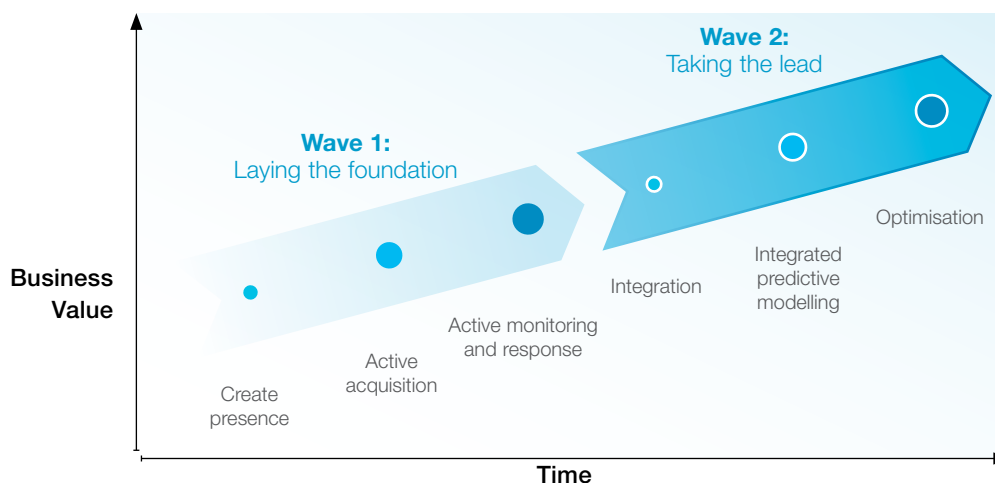 Wave 2:
Taking the lead
Wave 1:
Laying the foundation
Business
Value
Create
presence
Active
acquisition
Active monitoring
and response
Integration
Integrated
predictive
modelling
Optimisation
Time